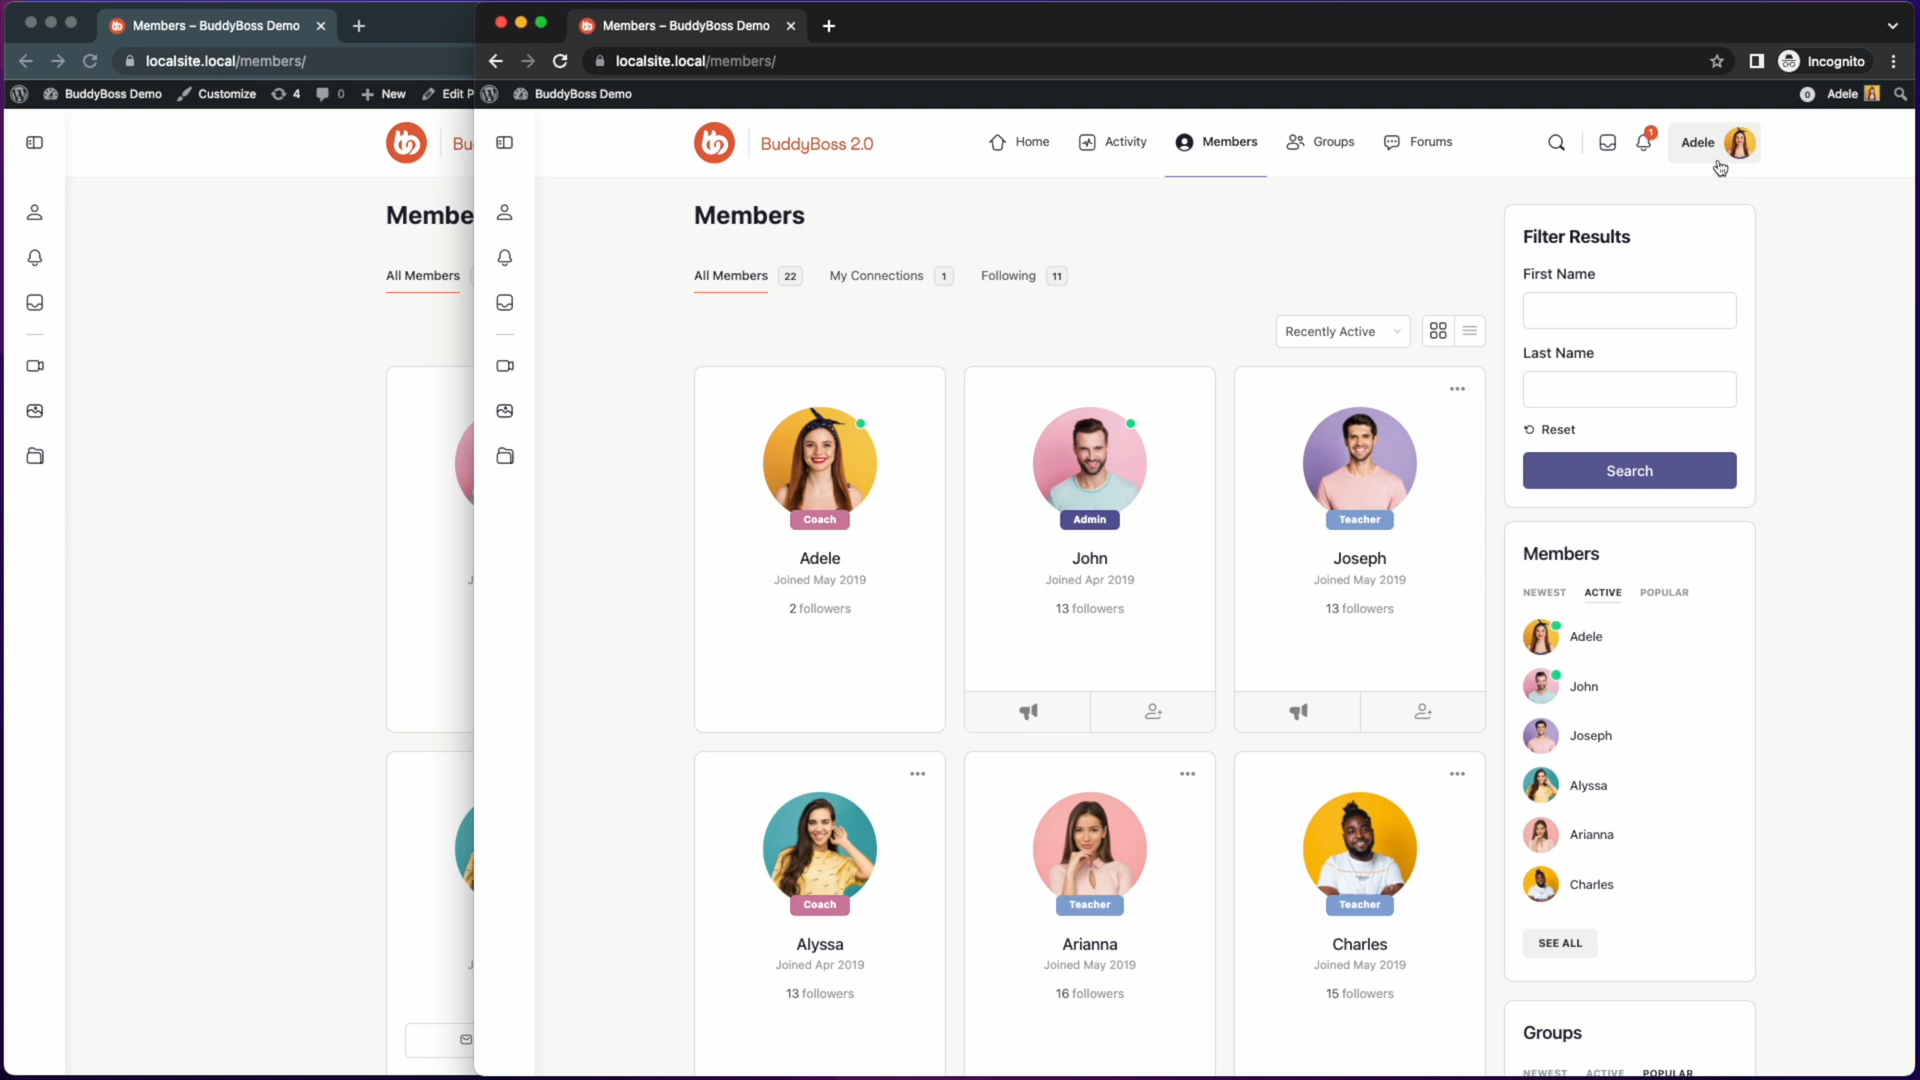 Members – BuddyBoss Demo
localsite.local/members/
BuddyBoss Demo
Customize
4
0
New
Edit P
Bu
Membe
All Members
Members – BuddyBoss Demo
localsite.local/members/
Incognito
BuddyBoss Demo
0
Adele
BuddyBoss 2.0
Home
Activity
Members
Groups
Forums
1
Adele
Members
All Members 22
My Connections 1
Following 11
Recently Active
Coach
Adele
Joined May 2019
2 followers
Admin
John
Joined Apr 2019
13 followers
Teacher
Joseph
Joined May 2019
13 followers
Coach
Alyssa
Joined Apr 2019
13 followers
Teacher
Arianna
Joined May 2019
16 followers
Teacher
Charles
Joined May 2019
15 followers
Filter Results
First Name
Last Name
Reset
Search
Members
NEWEST ACTIVE POPULAR
Adele
John
Joseph
Alyssa
Arianna
Charles
SEE ALL
Groups
NEWEST ACTIVE POPULAR